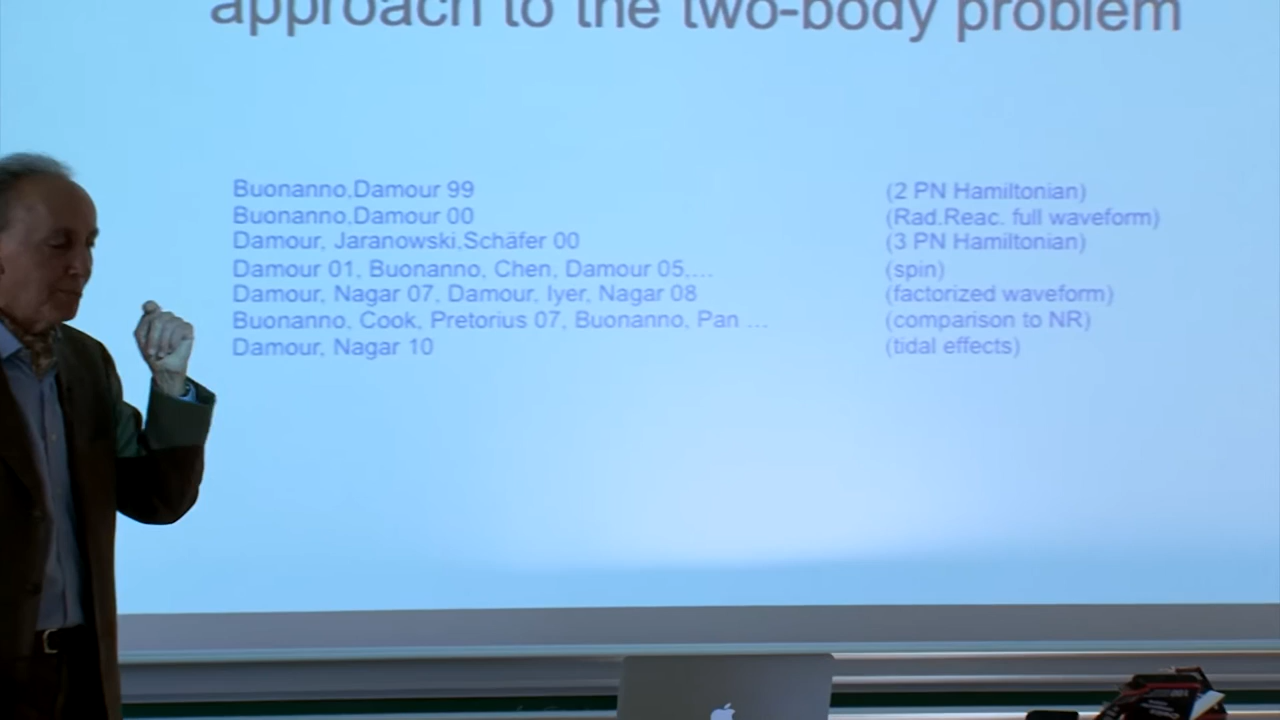 approach to the two-body problem
Buonanno,Damour 99 (2 PN Hamiltonian)
Buonanno,Damour 00 (Rad.Reac. full waveform)
Damour, Jaranowski,Schäfer 00 (3 PN Hamiltonian)
Damour 01, Buonanno, Chen, Damour 05,... (spin)
Damour, Nagar 07, Damour, Iyer, Nagar 08 (factorized waveform)
Buonanno, Cook, Pretorius 07, Buonanno, Pan ... (comparison to NR)
Damour, Nagar 10 (tidal effects)